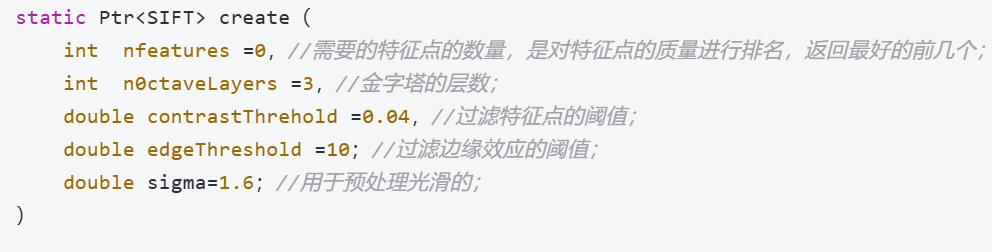 static Ptr<SIFT> create (
int nfeatures =0, //需要的特征点的数量，是对特征点的质量进行排名，返回最好的前几个；
int n0ctaveLayers =3, //金字塔的层数；
double contrastThrehold =0.04, //过滤特征点的阈值；
double edgeThreshold =10; //过滤边缘效应的阈值；
double sigma=1.6; //用于预处理光滑的；
)